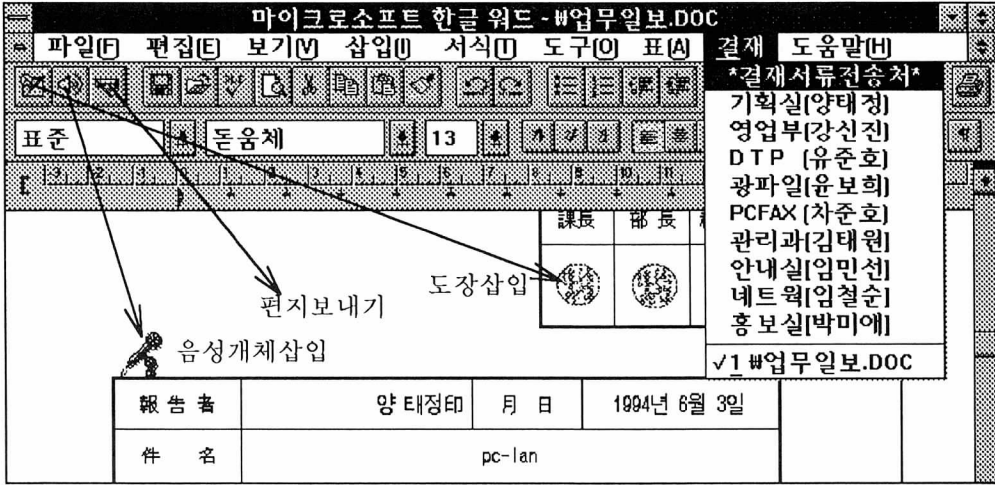 마이크로소프트 한글 워드 - ₩업무일보.DOC
파일(F) 편집(E) 보기(V) 삽입(I) 서식(T) 도구(O) 표(A) 결재 도움말(H)
*결재서류전송처*
기획실[양태정]
영업부[강신진]
DTP [유준호]
광파일[윤보희]
PCFAX [차준호]
관리과[김태원]
안내실[임민선]
네트웍[임철순]
홍보실[박미애]
✓1 ₩업무일보.DOC
표준 돋움체 13
課長 部長
도장삽입
편지보내기
음성개체삽입
報告者 양태정印 月 日 1994년 6월 3일
件 名 pc-lan